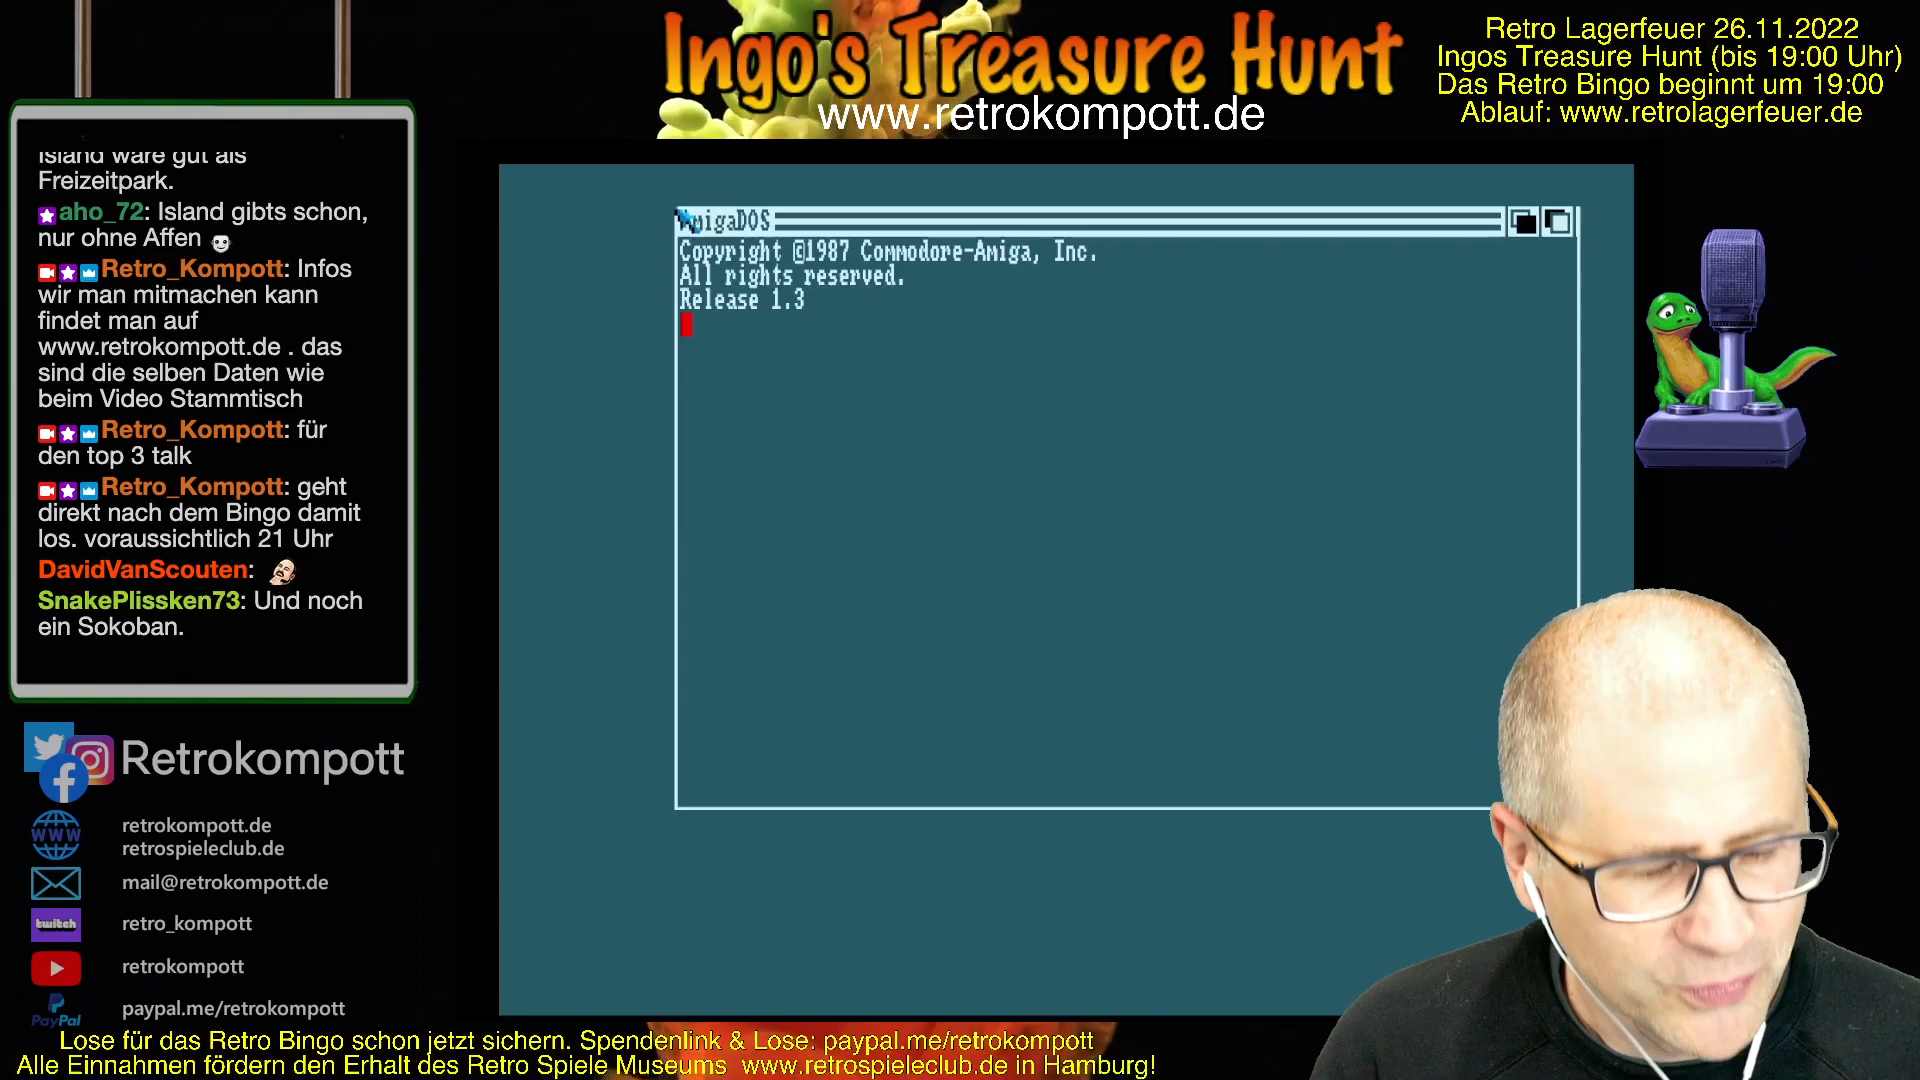 Ingo's Treasure Hunt
www.retrokompott.de
Retro Lagerfeuer 26.11.2022
Ingos Treasure Hunt (bis 19:00 Uhr)
Das Retro Bingo beginnt um 19:00
Ablauf: www.retrolagerfeuer.de
Island wäre gut als
Freizeitpark.
aho_72: Island gibts schon,
nur ohne Affen
Retro_Kompott: Infos
wir man mitmachen kann
findet man auf
www.retrokompott.de . das
sind die selben Daten wie
beim Video Stammtisch
Retro_Kompott: für
den top 3 talk
Retro_Kompott: geht
direkt nach dem Bingo damit
los. voraussichtlich 21 Uhr
DavidVanScouten:
SnakePlissken73: Und noch
ein Sokoban.
AmigaDOS
Copyright ©1987 Commodore-Amiga, Inc.
All rights reserved.
Release 1.3
Retrokompott
WWW
retrokompott.de
retrospieleclub.de
mail@retrokompott.de
twitch
retro_kompott
retrokompott
PayPal
paypal.me/retrokompott
Lose für das Retro Bingo schon jetzt sichern. Spendenlink & Lose: paypal.me/retrokompott
Alle Einnahmen fördern den Erhalt des Retro Spiele Museums www.retrospieleclub.de in Hamburg!